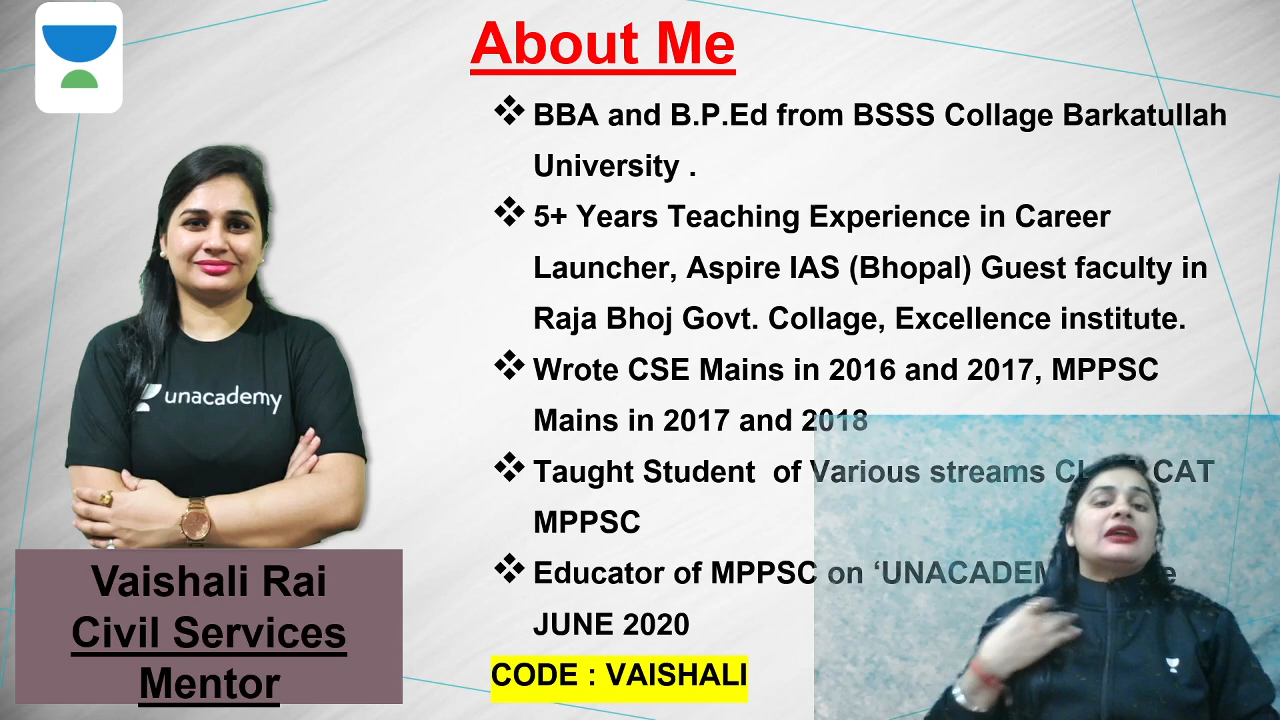 About Me
❖ BBA and B.P.Ed from BSSS Collage Barkatullah
University .
❖ 5+ Years Teaching Experience in Career
Launcher, Aspire IAS (Bhopal) Guest faculty in
Raja Bhoj Govt. Collage, Excellence institute.
❖ Wrote CSE Mains in 2016 and 2017, MPPSC
Mains in 2017 and 2018
❖ Taught Student of Various streams CAT
MPPSC
❖ Educator of MPPSC on
JUNE 2020
CODE : VAISHALI
unacademy
Vaishali Rai
Civil Services
Mentor